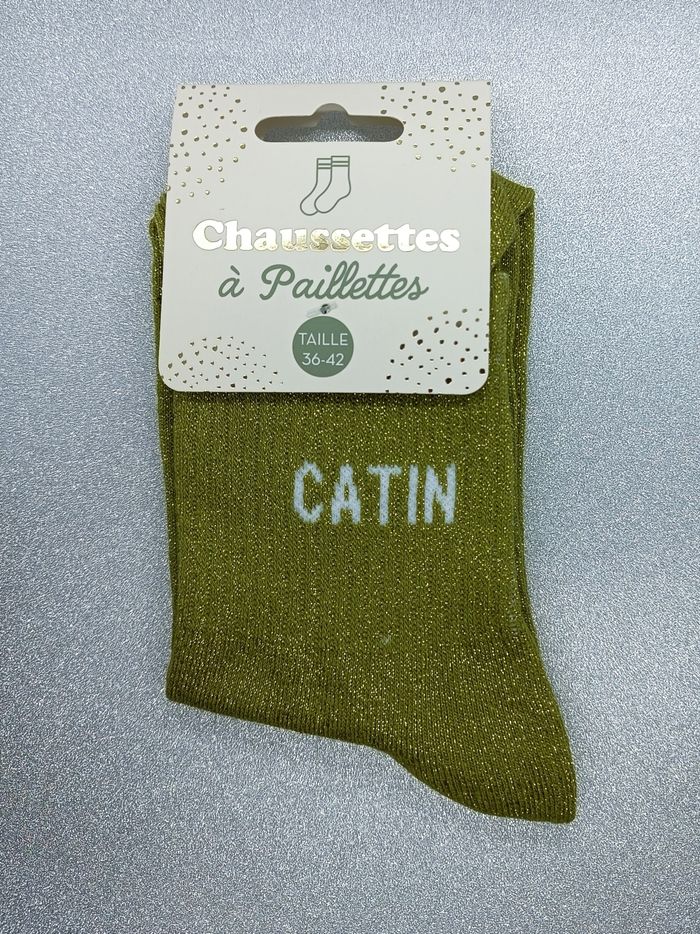 Chaussettes
à Paillettes
TAILLE
36-42
CATIN